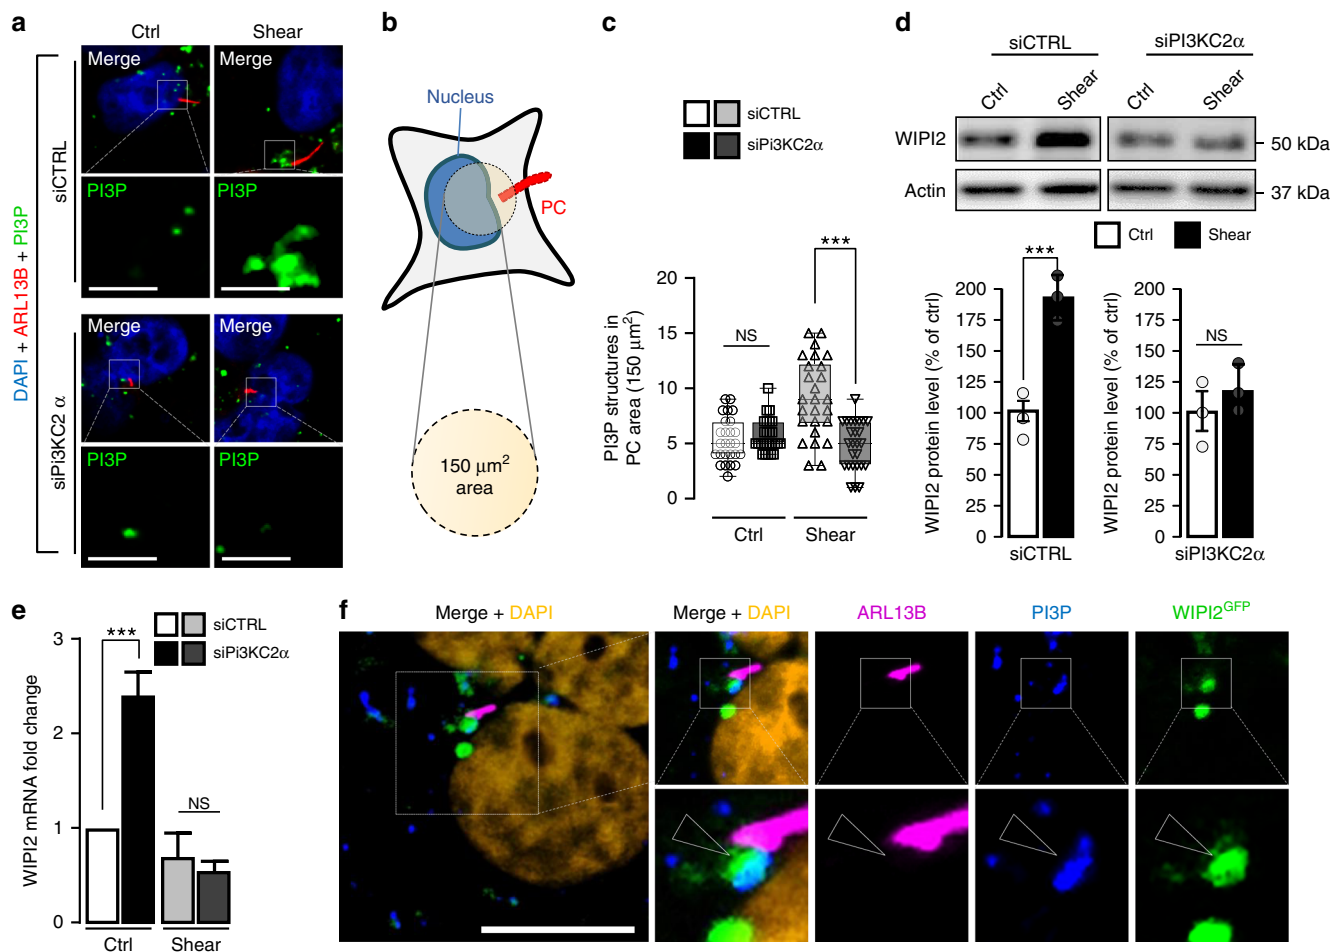 a
Ctrl
Shear
DAPI + ARL13B + PI3P
siCTRL
Merge
Merge
PI3P
PI3P
siPI3KC2 α
Merge
Merge
PI3P
PI3P
b
Nucleus
PC
150 μm²
area
c
siCTRL
siPi3KC2α
PI3P structures in
PC area (150 μm²)
20
15
10
5
0
NS
***
Ctrl
Shear
d
siCTRL
siPI3KC2α
Ctrl
Shear
Ctrl
Shear
WIPI2
50 kDa
Actin
37 kDa
Ctrl
Shear
WIPI2 protein level (% of ctrl)
200
175
150
125
100
75
50
25
0
***
siCTRL
WIPI2 protein level (% of ctrl)
200
175
150
125
100
75
50
25
0
NS
siPI3KC2α
e
siCTRL
siPi3KC2α
WIPI2 mRNA fold change
3
2
1
0
***
NS
Ctrl
Shear
f
Merge + DAPI
Merge + DAPI
ARL13B
PI3P
WIPI2GFP